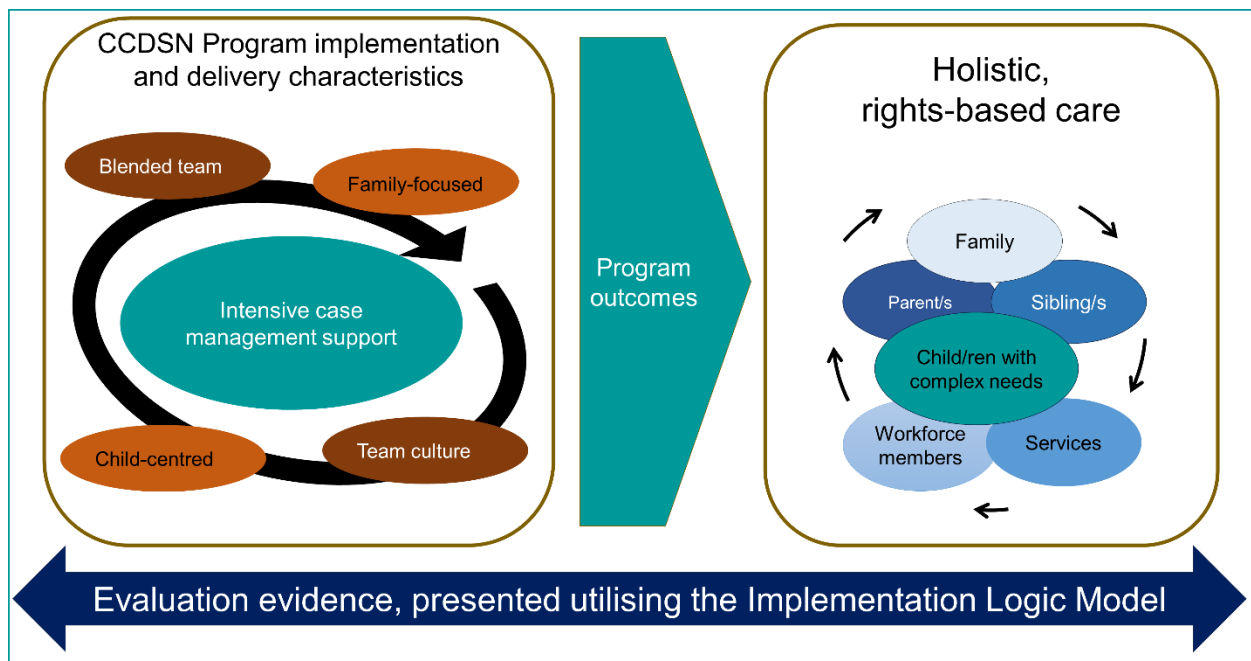 CCDSN Program implementation
and delivery characteristics
Blended team
Family-focused
Intensive case
management support
Child-centred
Team culture
Program
outcomes
Holistic,
rights-based care
Family
Parent/s
Sibling/s
Child/ren with
complex needs
Workforce
members
Services
Evaluation evidence, presented utilising the Implementation Logic Model